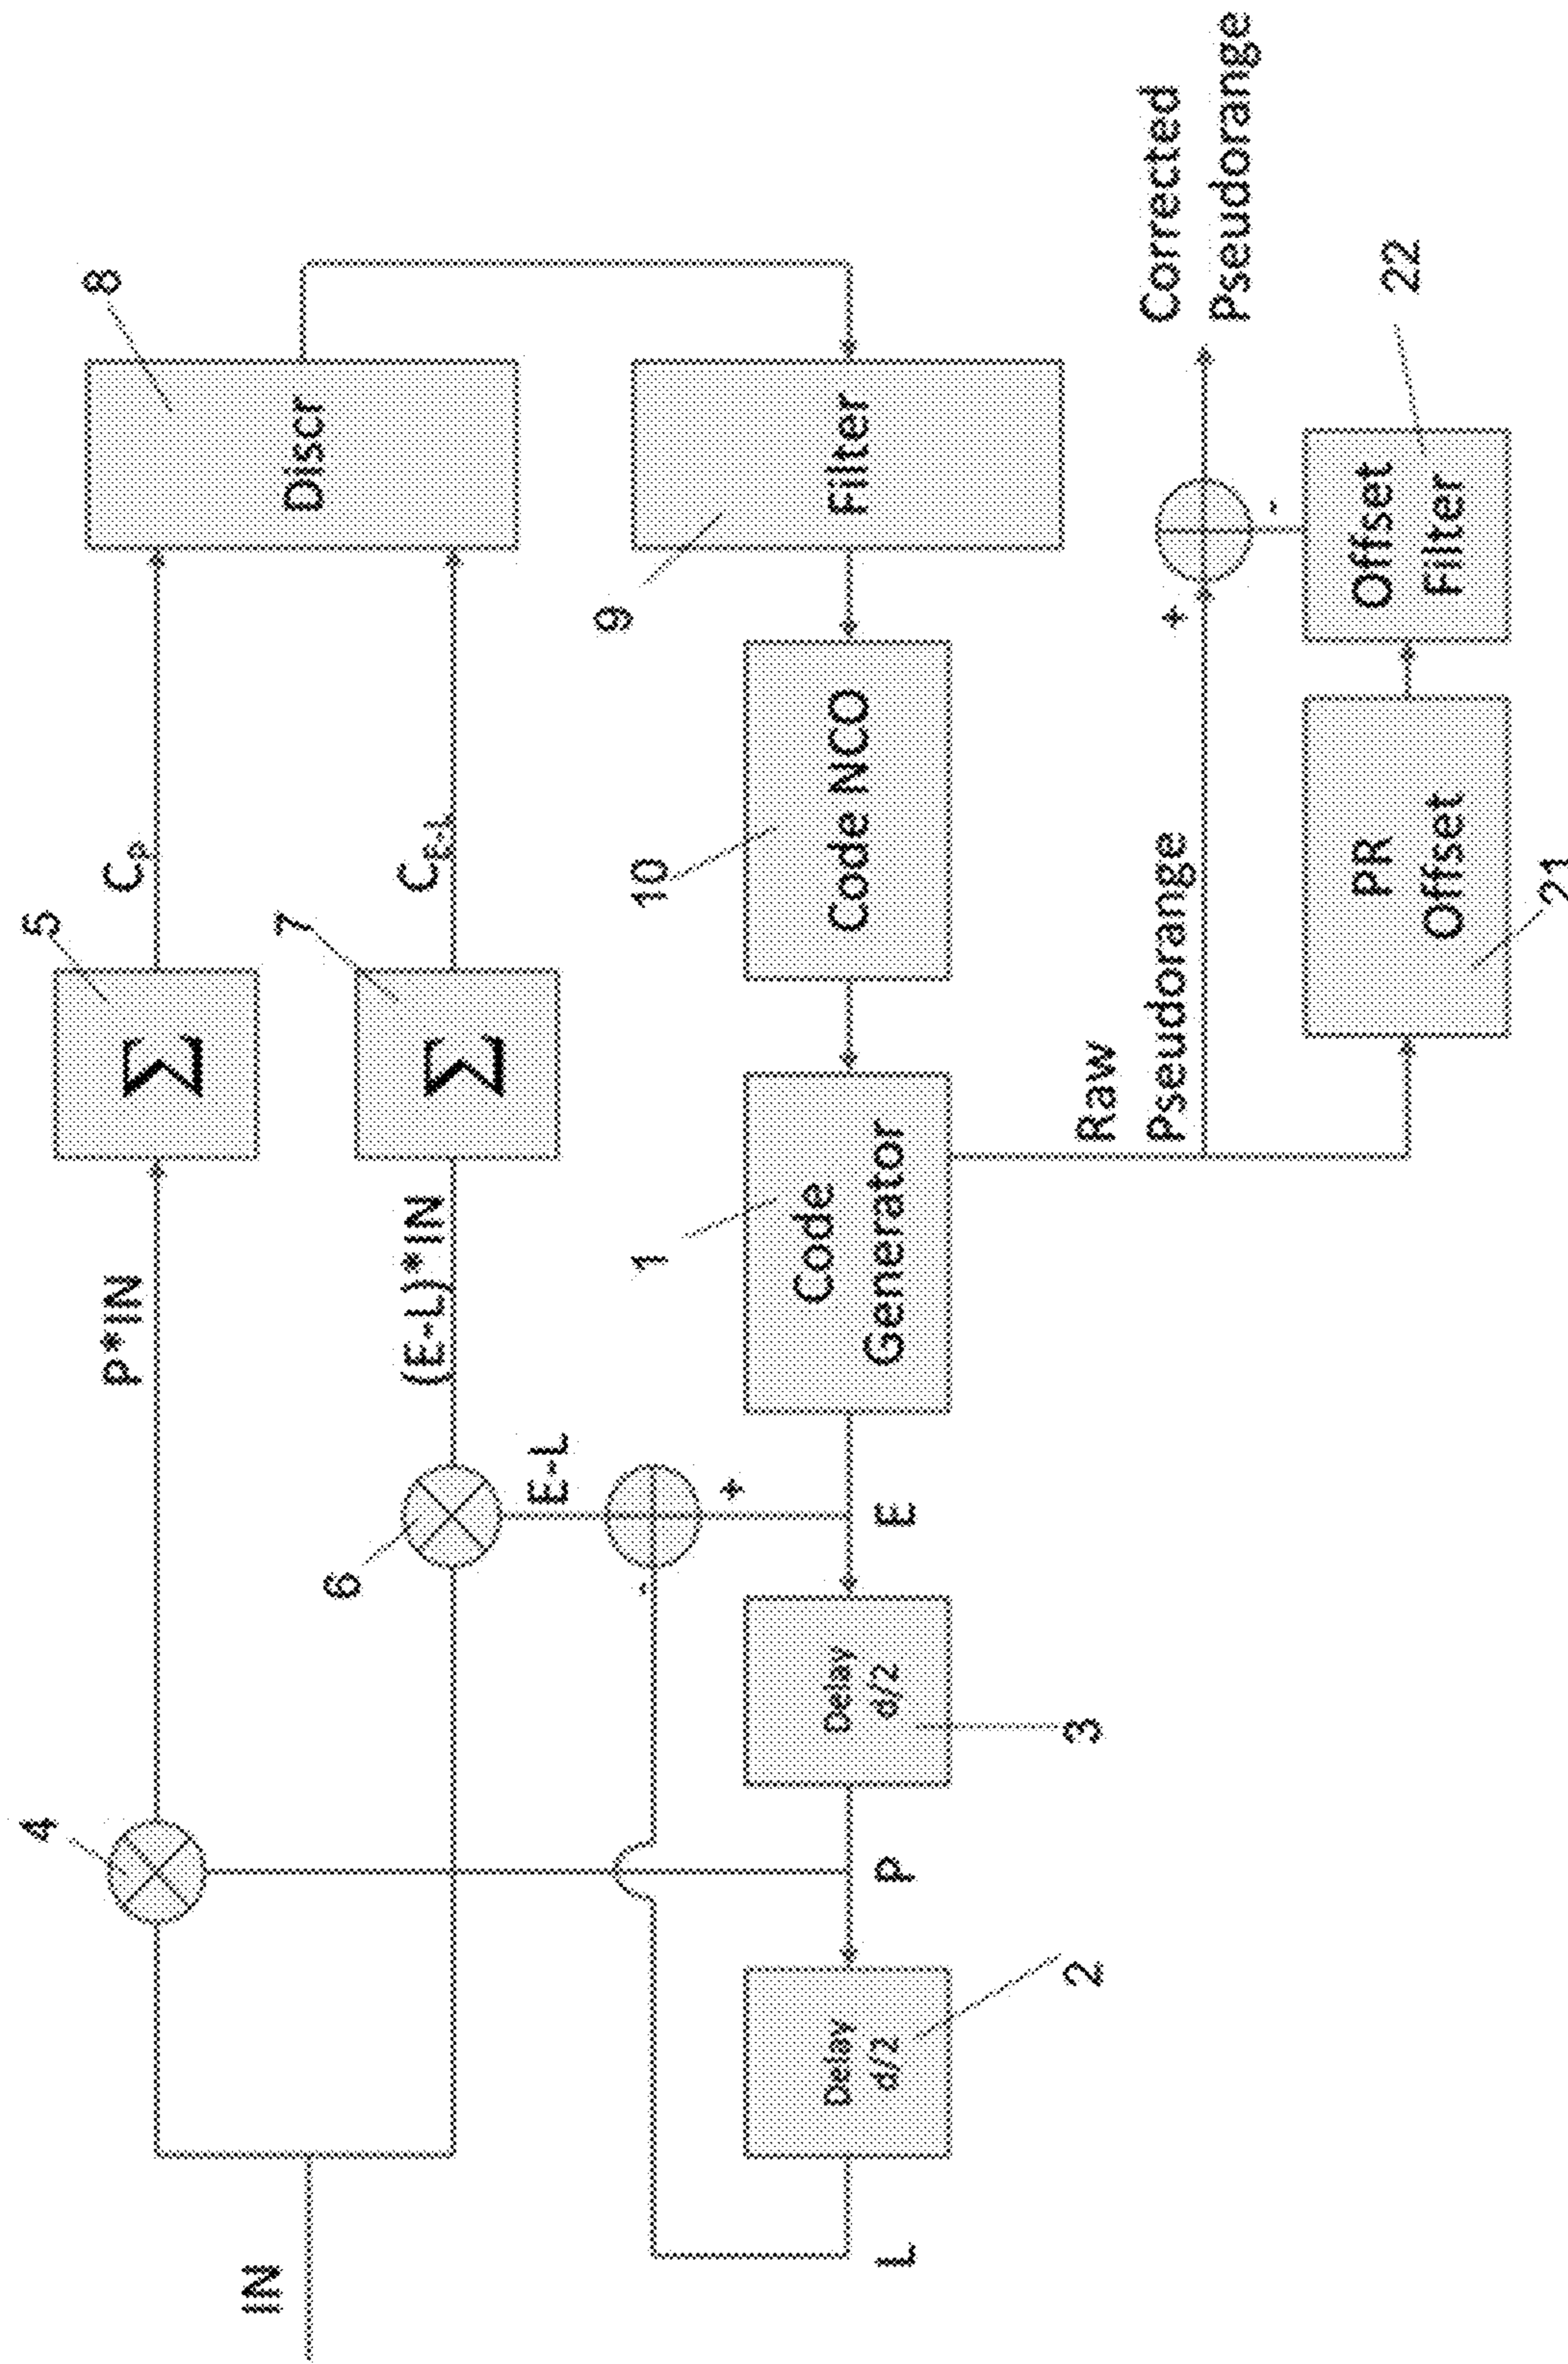 4
P*IN
5
C_P
8
Discr
IN
6
(E-L)*IN
7
C_E-L
E-L
-
+
9
Filter
L
Delay
d/2
2
P
Delay
d/2
3
E
1
Code
Generator
10
Code NCO
Raw
Pseudorange
+
-
Corrected
Pseudorange
PR
Offset
21
Offset
Filter
22
Σ
Σ